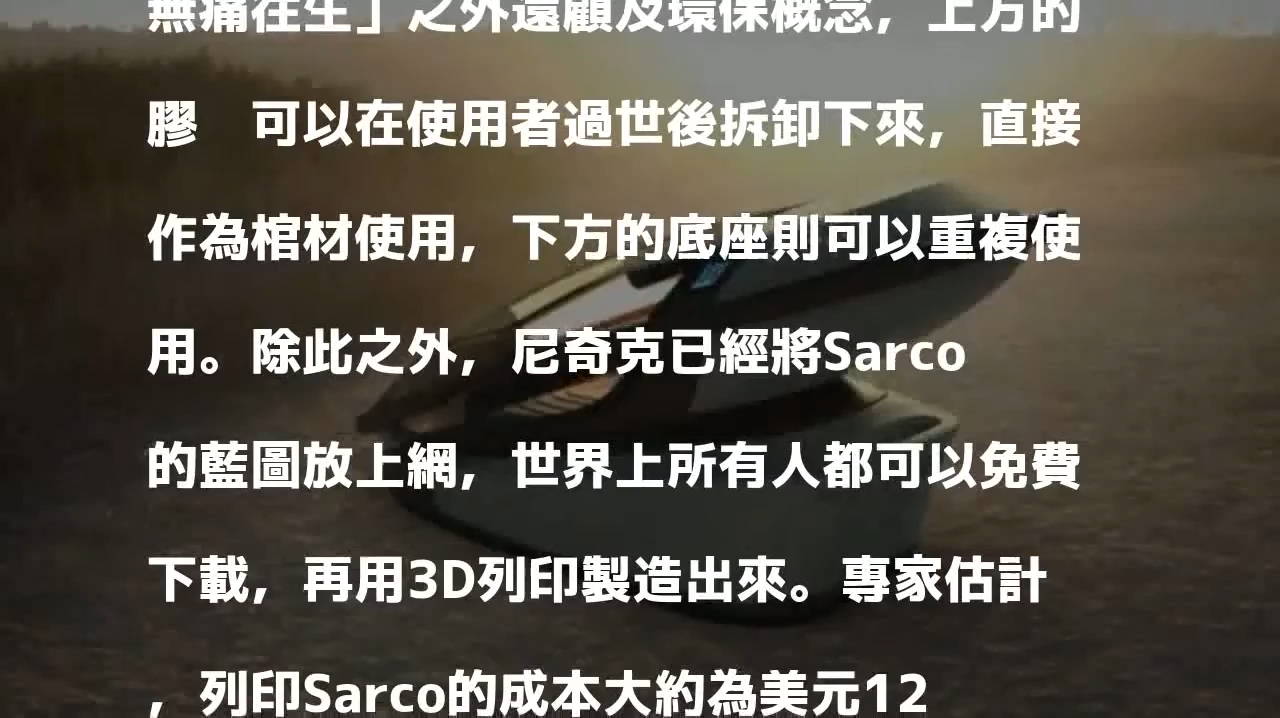 無痛往生」之外還顧及環保概念，上方的
膠　可以在使用者過世後拆卸下來，直接
作為棺材使用，下方的底座則可以重複使
用。除此之外，尼奇克已經將Sarco
的藍圖放上網，世界上所有人都可以免費
下載，再用3D列印製造出來。專家估計
，列印Sarco的成本大約為美元12